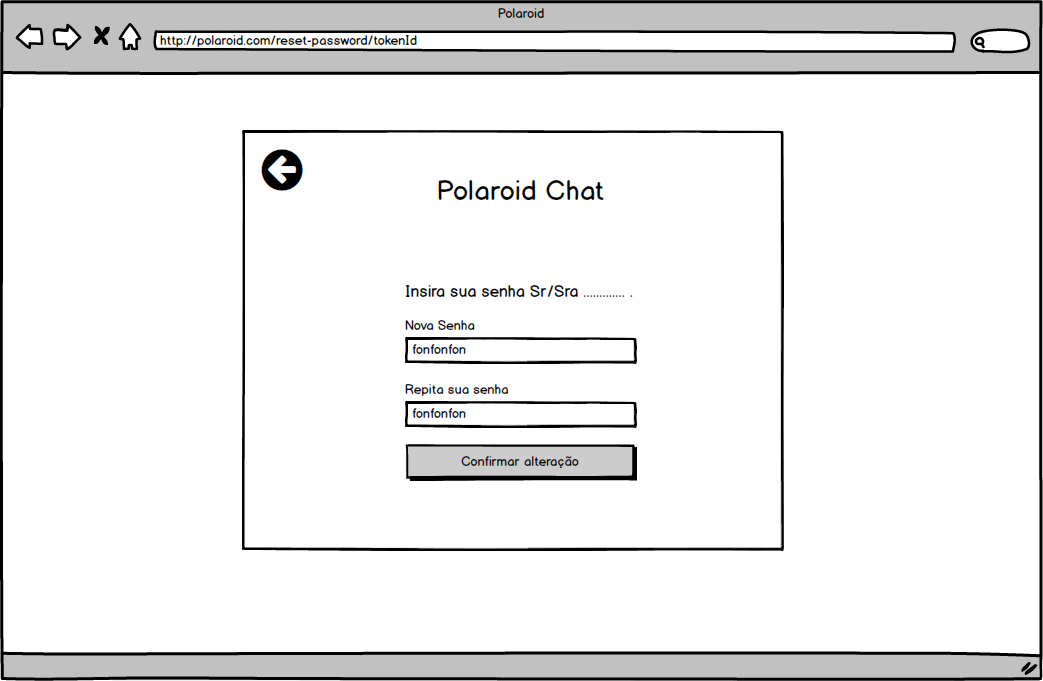 Polaroid
http://polaroid.com/reset-password/tokenId
Polaroid Chat
Insira sua senha Sr/Sra ............. .
Nova Senha
fonfonfon
Repita sua senha
fonfonfon
Confirmar alteração